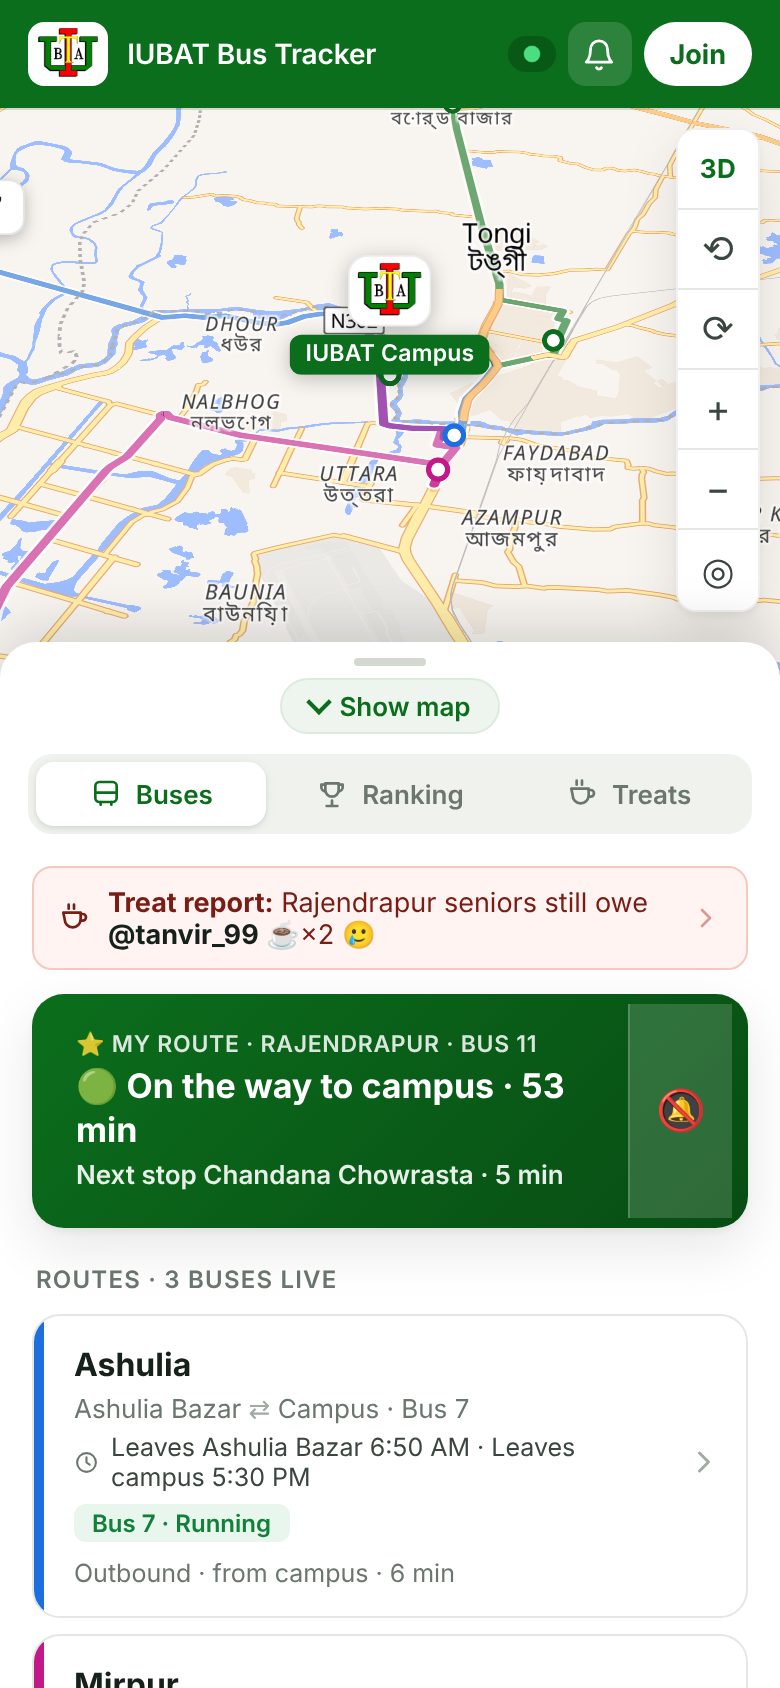 IUBAT Bus Tracker
Join
বোর্ড বাজার
3D
Tongi
টঙ্গী
DHOUR
ধউর
IUBAT Campus
NALBHOG
নলভোগ
UTTARA
উত্তরা
FAYDABAD
ফায়দাবাদ
AZAMPUR
আজমপুর
BAUNIA
বাউনিয়া
Show map
Buses
Ranking
Treats
Treat report: Rajendrapur seniors still owe
@tanvir_99 ☕×2 🥲
⭐ MY ROUTE · RAJENDRAPUR · BUS 11
🟢 On the way to campus · 53
min
Next stop Chandana Chowrasta · 5 min
ROUTES · 3 BUSES LIVE
Ashulia
Ashulia Bazar ⇄ Campus · Bus 7
Leaves Ashulia Bazar 6:50 AM · Leaves
campus 5:30 PM
Bus 7 · Running
Outbound · from campus · 6 min
Mirpur